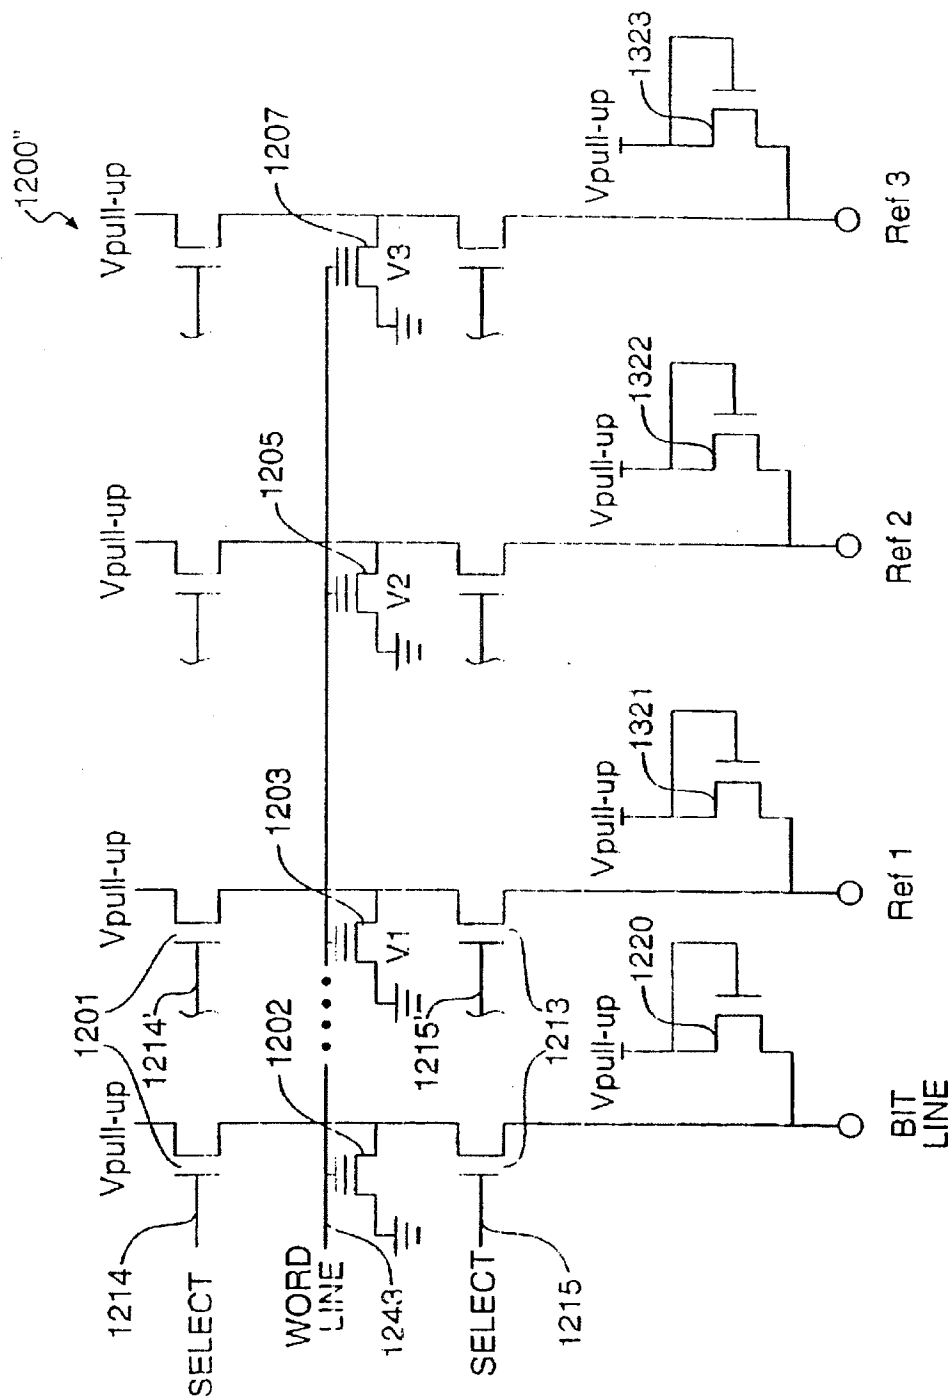 1200"
Vpull-up
Vpull-up
Vpull-up
Vpull-up
1201
1214
1214'
SELECT
1202
1203
1205
1207
WORD
LINE
V1
V2
V3
1243
1215'
SELECT
1215
1213
Vpull-up
Vpull-up
Vpull-up
Vpull-up
1220
1321
1322
1323
BIT
LINE
Ref 1
Ref 2
Ref 3